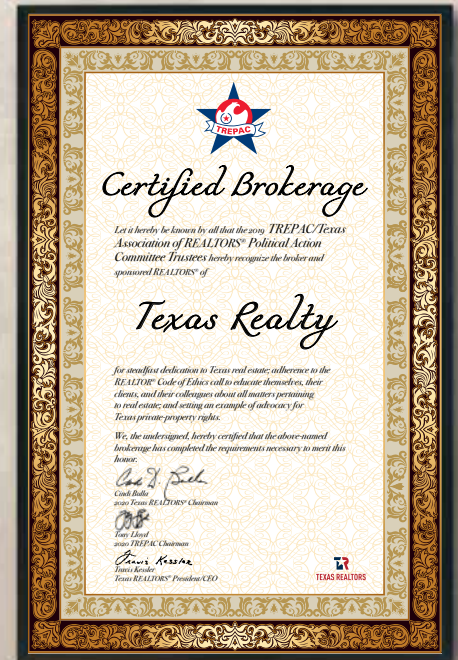 TREPAC
Certified Brokerage
Let it hereby be known by all that the 2019 TREPAC/Texas
Association of REALTORS® Political Action
Committee Trustees hereby recognize the broker and
sponsored REALTORS® of
Texas Realty
for steadfast dedication to Texas real estate; adherence to the
REALTOR® Code of Ethics call to educate themselves, their
clients, and their colleagues about all matters pertaining
to real estate; and setting an example of advocacy for
Texas private-property rights.
We, the undersigned, hereby certified that the above-named
brokerage has completed the requirements necessary to merit this
honor.
Cindi Bulla
2020 Texas REALTORS® Chairman
Tony Lloyd
2020 TREPAC Chairman
Travis Kessler
Travis Kessler
Texas REALTORS® President/CEO
TR
TEXAS REALTORS